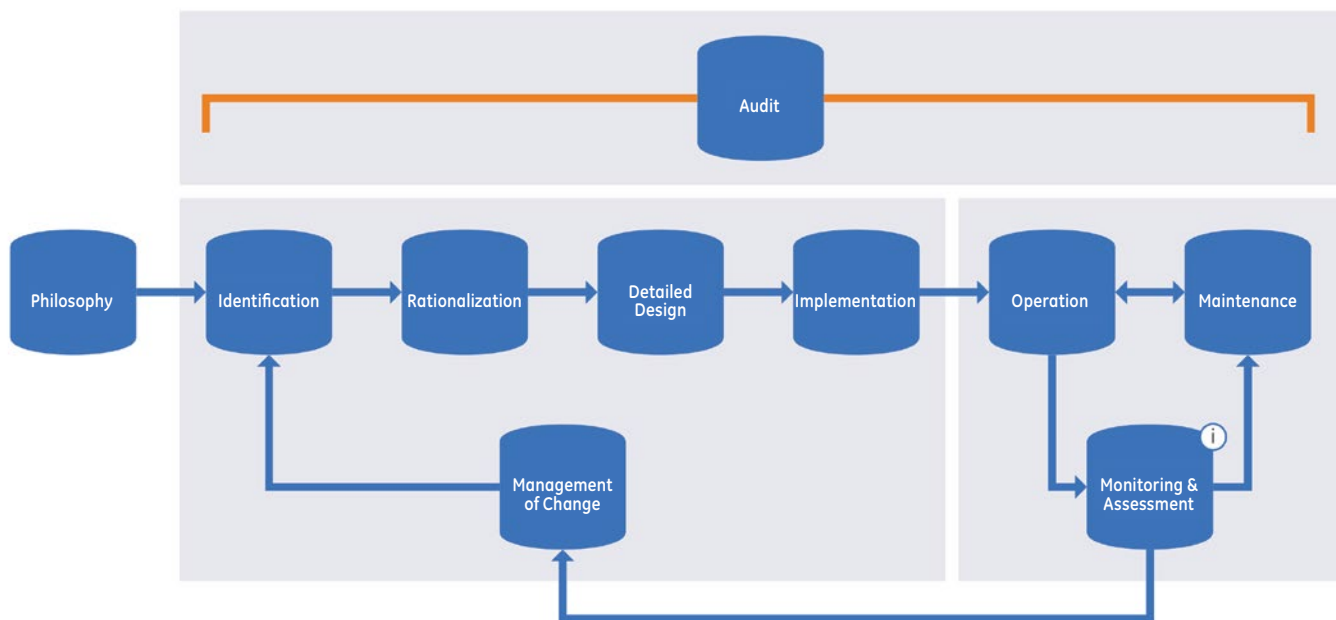 Audit
Philosophy
Identification
Rationalization
Detailed
Design
Implementation
Operation
Maintenance
Management
of Change
i
Monitoring &
Assessment